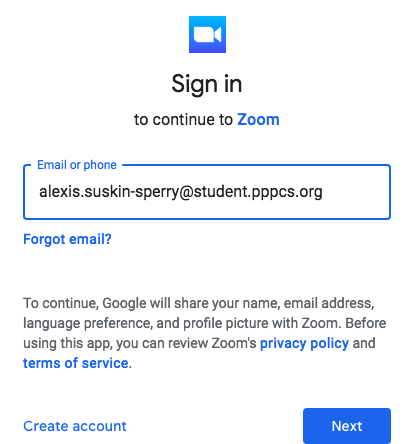 Sign in
to continue to Zoom
Email or phone
alexis.suskin-sperry@student.pppcs.org
Forgot email?
To continue, Google will share your name, email address,
language preference, and profile picture with Zoom. Before
using this app, you can review Zoom's privacy policy and
terms of service.
Create account
Next